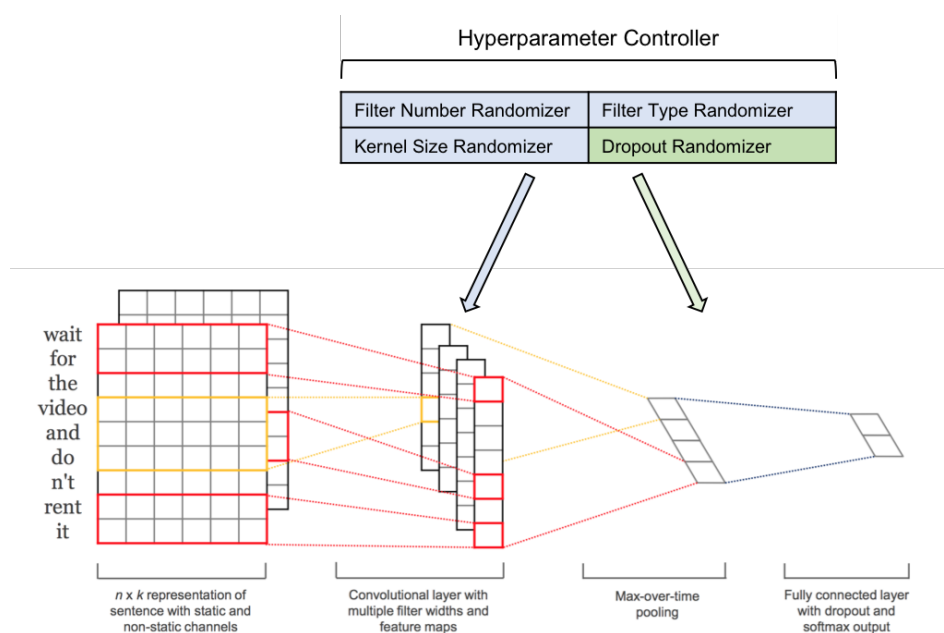 Hyperparameter Controller
Filter Number Randomizer
Filter Type Randomizer
Kernel Size Randomizer
Dropout Randomizer
wait
for
the
video
and
do
n't
rent
it
n x k representation of
sentence with static and
non-static channels
Convolutional layer with
multiple filter widths and
feature maps
Max-over-time
pooling
Fully connected layer
with dropout and
softmax output